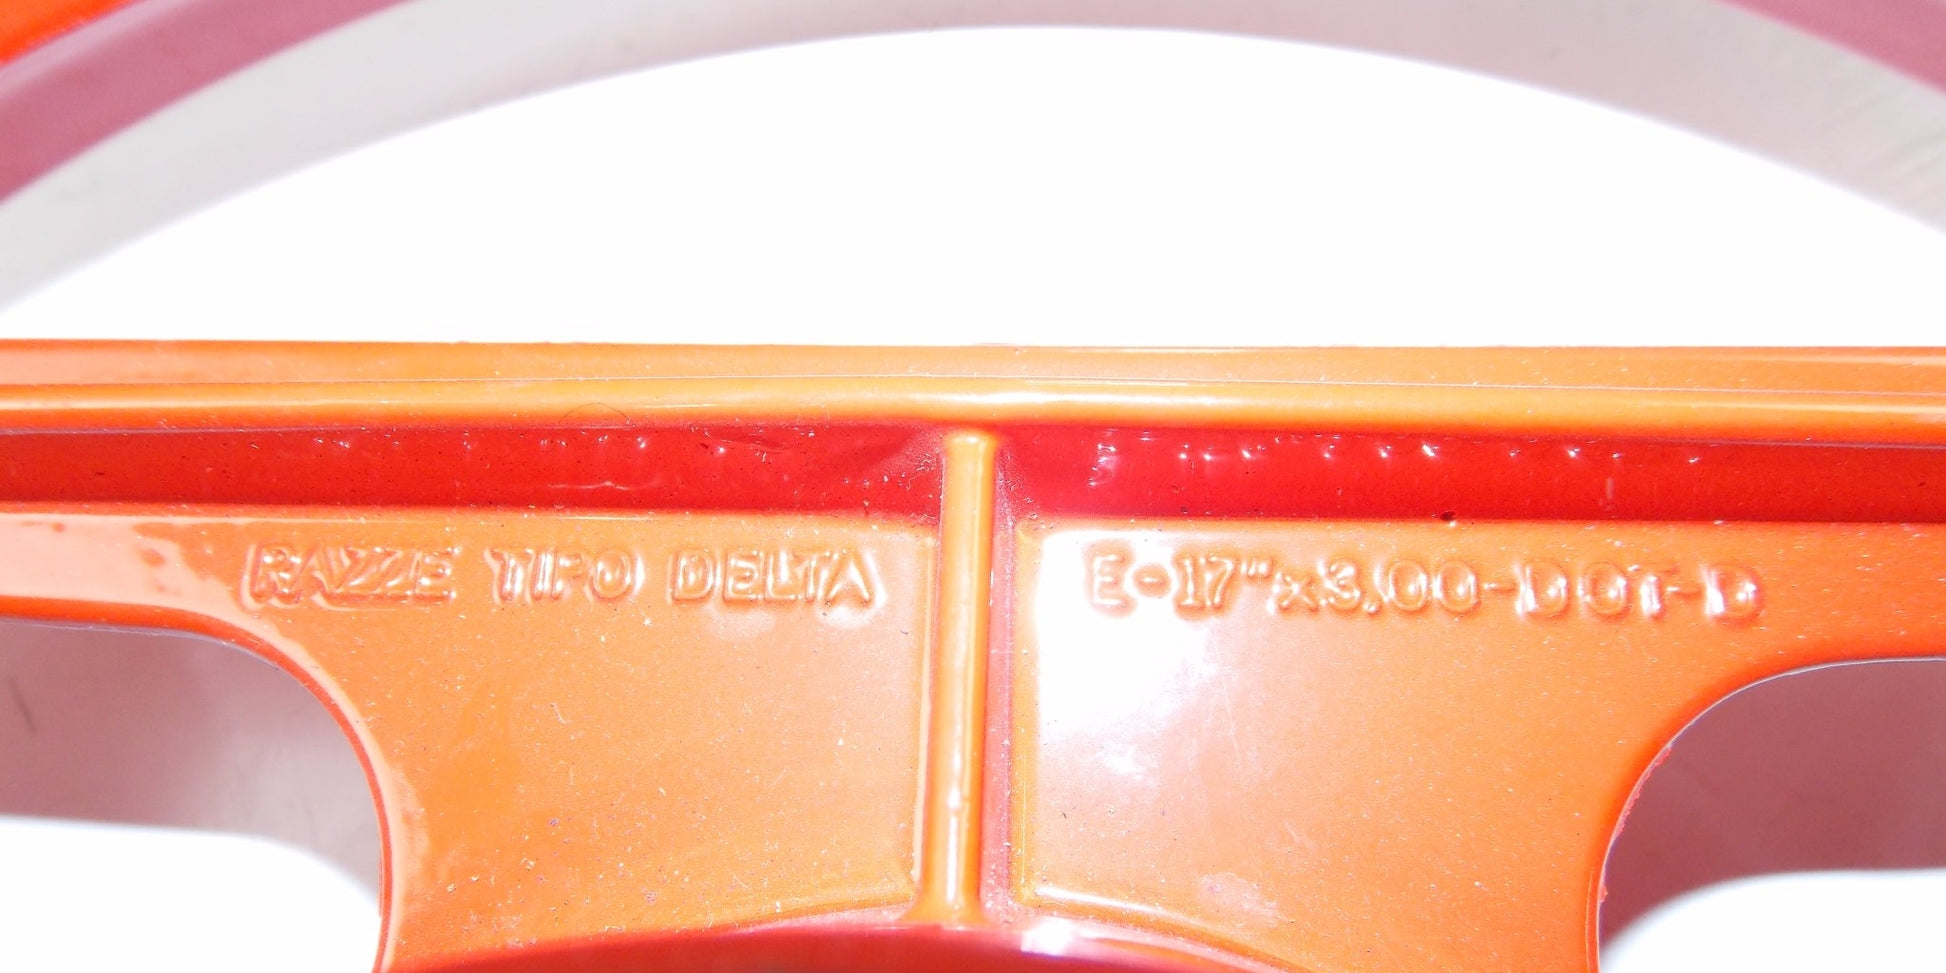 RAZZE TIPO DELTA E-17"x3,00-DOT-D